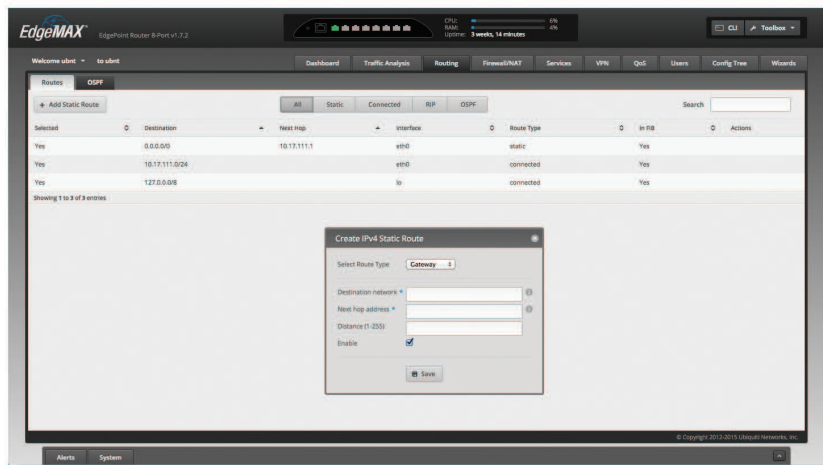 EdgeMAX EdgePoint Router 8-Port v1.7.2
CPU: 6%
RAM: 4%
Uptime: 3 weeks, 14 minutes
CLI Toolbox
Welcome ubnt to ubnt
Dashboard Traffic Analysis Routing Firewall/NAT Services VPN QoS Users Config Tree Wizards
Routes OSPF
+ Add Static Route All Static Connected RIP OSPF Search
Selected Destination Next Hop Interface Route Type In FIB Actions
Yes 0.0.0.0/0 10.17.111.1 eth0 static Yes
Yes 10.17.111.0/24 eth0 connected Yes
Yes 127.0.0.0/8 lo connected Yes
Showing 1 to 3 of 3 entries
Create IPv4 Static Route
Select Route Type Gateway
Destination network *
Next hop address *
Distance (1-255)
Enable
Save
© Copyright 2012-2015 Ubiquiti Networks, Inc.
Alerts System